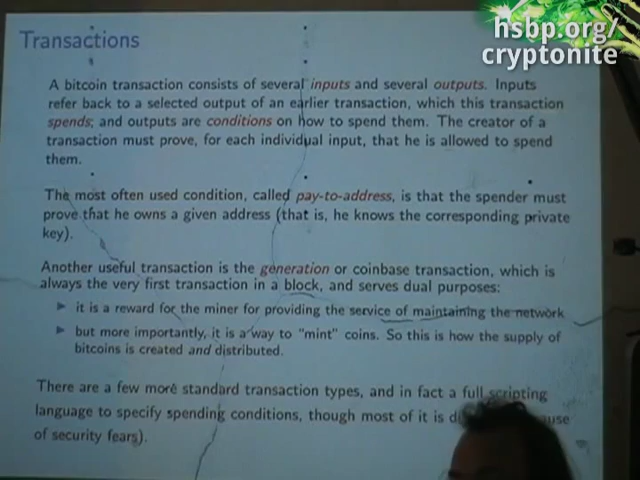 hsbp.org/
cryptonite
Transactions
A bitcoin transaction consists of several inputs and several outputs. Inputs
refer back to a selected output of an earlier transaction, which this transaction
spends; and outputs are conditions on how to spend them. The creator of a
transaction must prove, for each individual input, that he is allowed to spend
them.
The most often used condition, called pay-to-address, is that the spender must
prove that he owns a given address (that is, he knows the corresponding private
key).
Another useful transaction is the generation or coinbase transaction, which is
always the very first transaction in a block, and serves dual purposes:
it is a reward for the miner for providing the service of maintaining the network
but more importantly, it is a way to "mint" coins. So this is how the supply of
bitcoins is created and distributed.
There are a few more standard transaction types, and in fact a full scripting
language to specify spending conditions, though most of it is
of security fears).